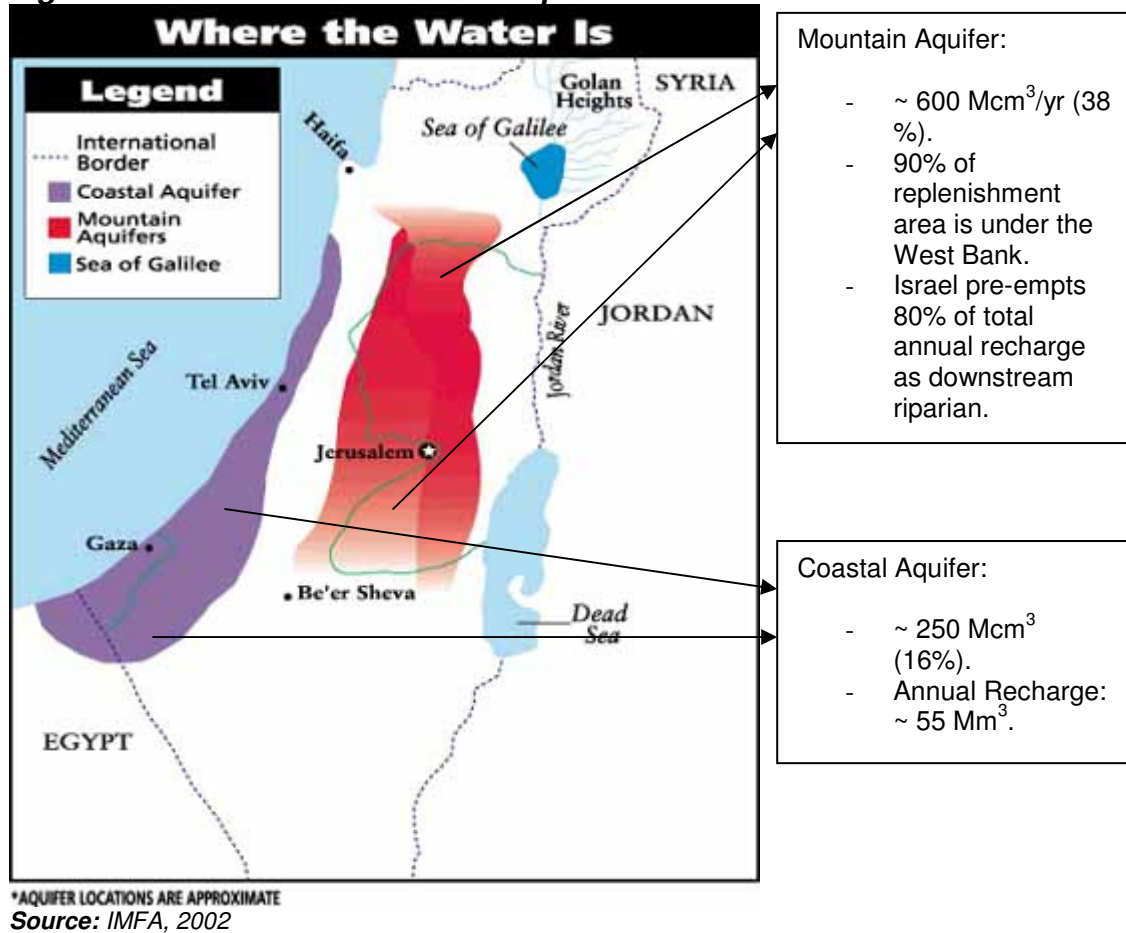 Where the Water Is
Legend
International
Border
Coastal Aquifer
Mountain
Aquifers
Sea of Galilee
Haifa
Golan
Heights
SYRIA
Sea of Galilee
Mediterranean Sea
Tel Aviv
Jordan River
JORDAN
Jerusalem
Gaza
Be'er Sheva
Dead
Sea
EGYPT
*AQUIFER LOCATIONS ARE APPROXIMATE
Source: IMFA, 2002
Mountain Aquifer:
- ~ 600 Mcm³/yr (38
%).
- 90% of
replenishment
area is under the
West Bank.
- Israel pre-empts
80% of total
annual recharge
as downstream
riparian.
Coastal Aquifer:
- ~ 250 Mcm³
(16%).
- Annual Recharge:
~ 55 Mm³.